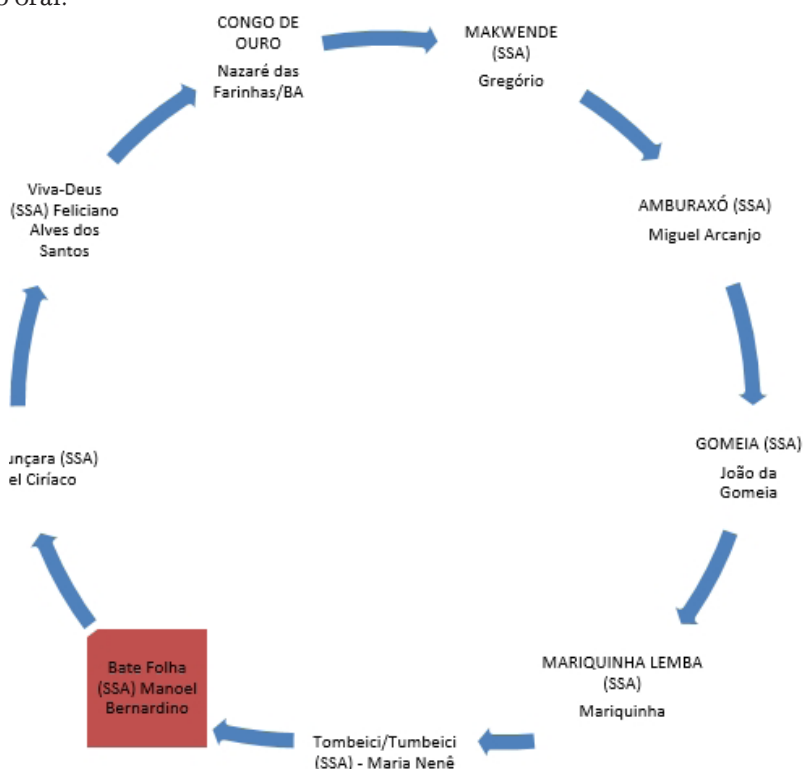 oral.
CONGO DE
OURO
Nazaré das
Farinhas/BA
MAKWENDE
(SSA)
Gregório
AMBURAXÓ (SSA)
Miguel Arcanjo
GOMEIA (SSA)
João da
Gomeia
MARIQUINHA LEMBA
(SSA)
Mariquinha
Tombeici/Tumbeici
(SSA) - Maria Nenê
Bate Folha
(SSA) Manoel
Bernardino
(SSA)
Ciríaco
Viva-Deus
(SSA) Feliciano
Alves dos
Santos